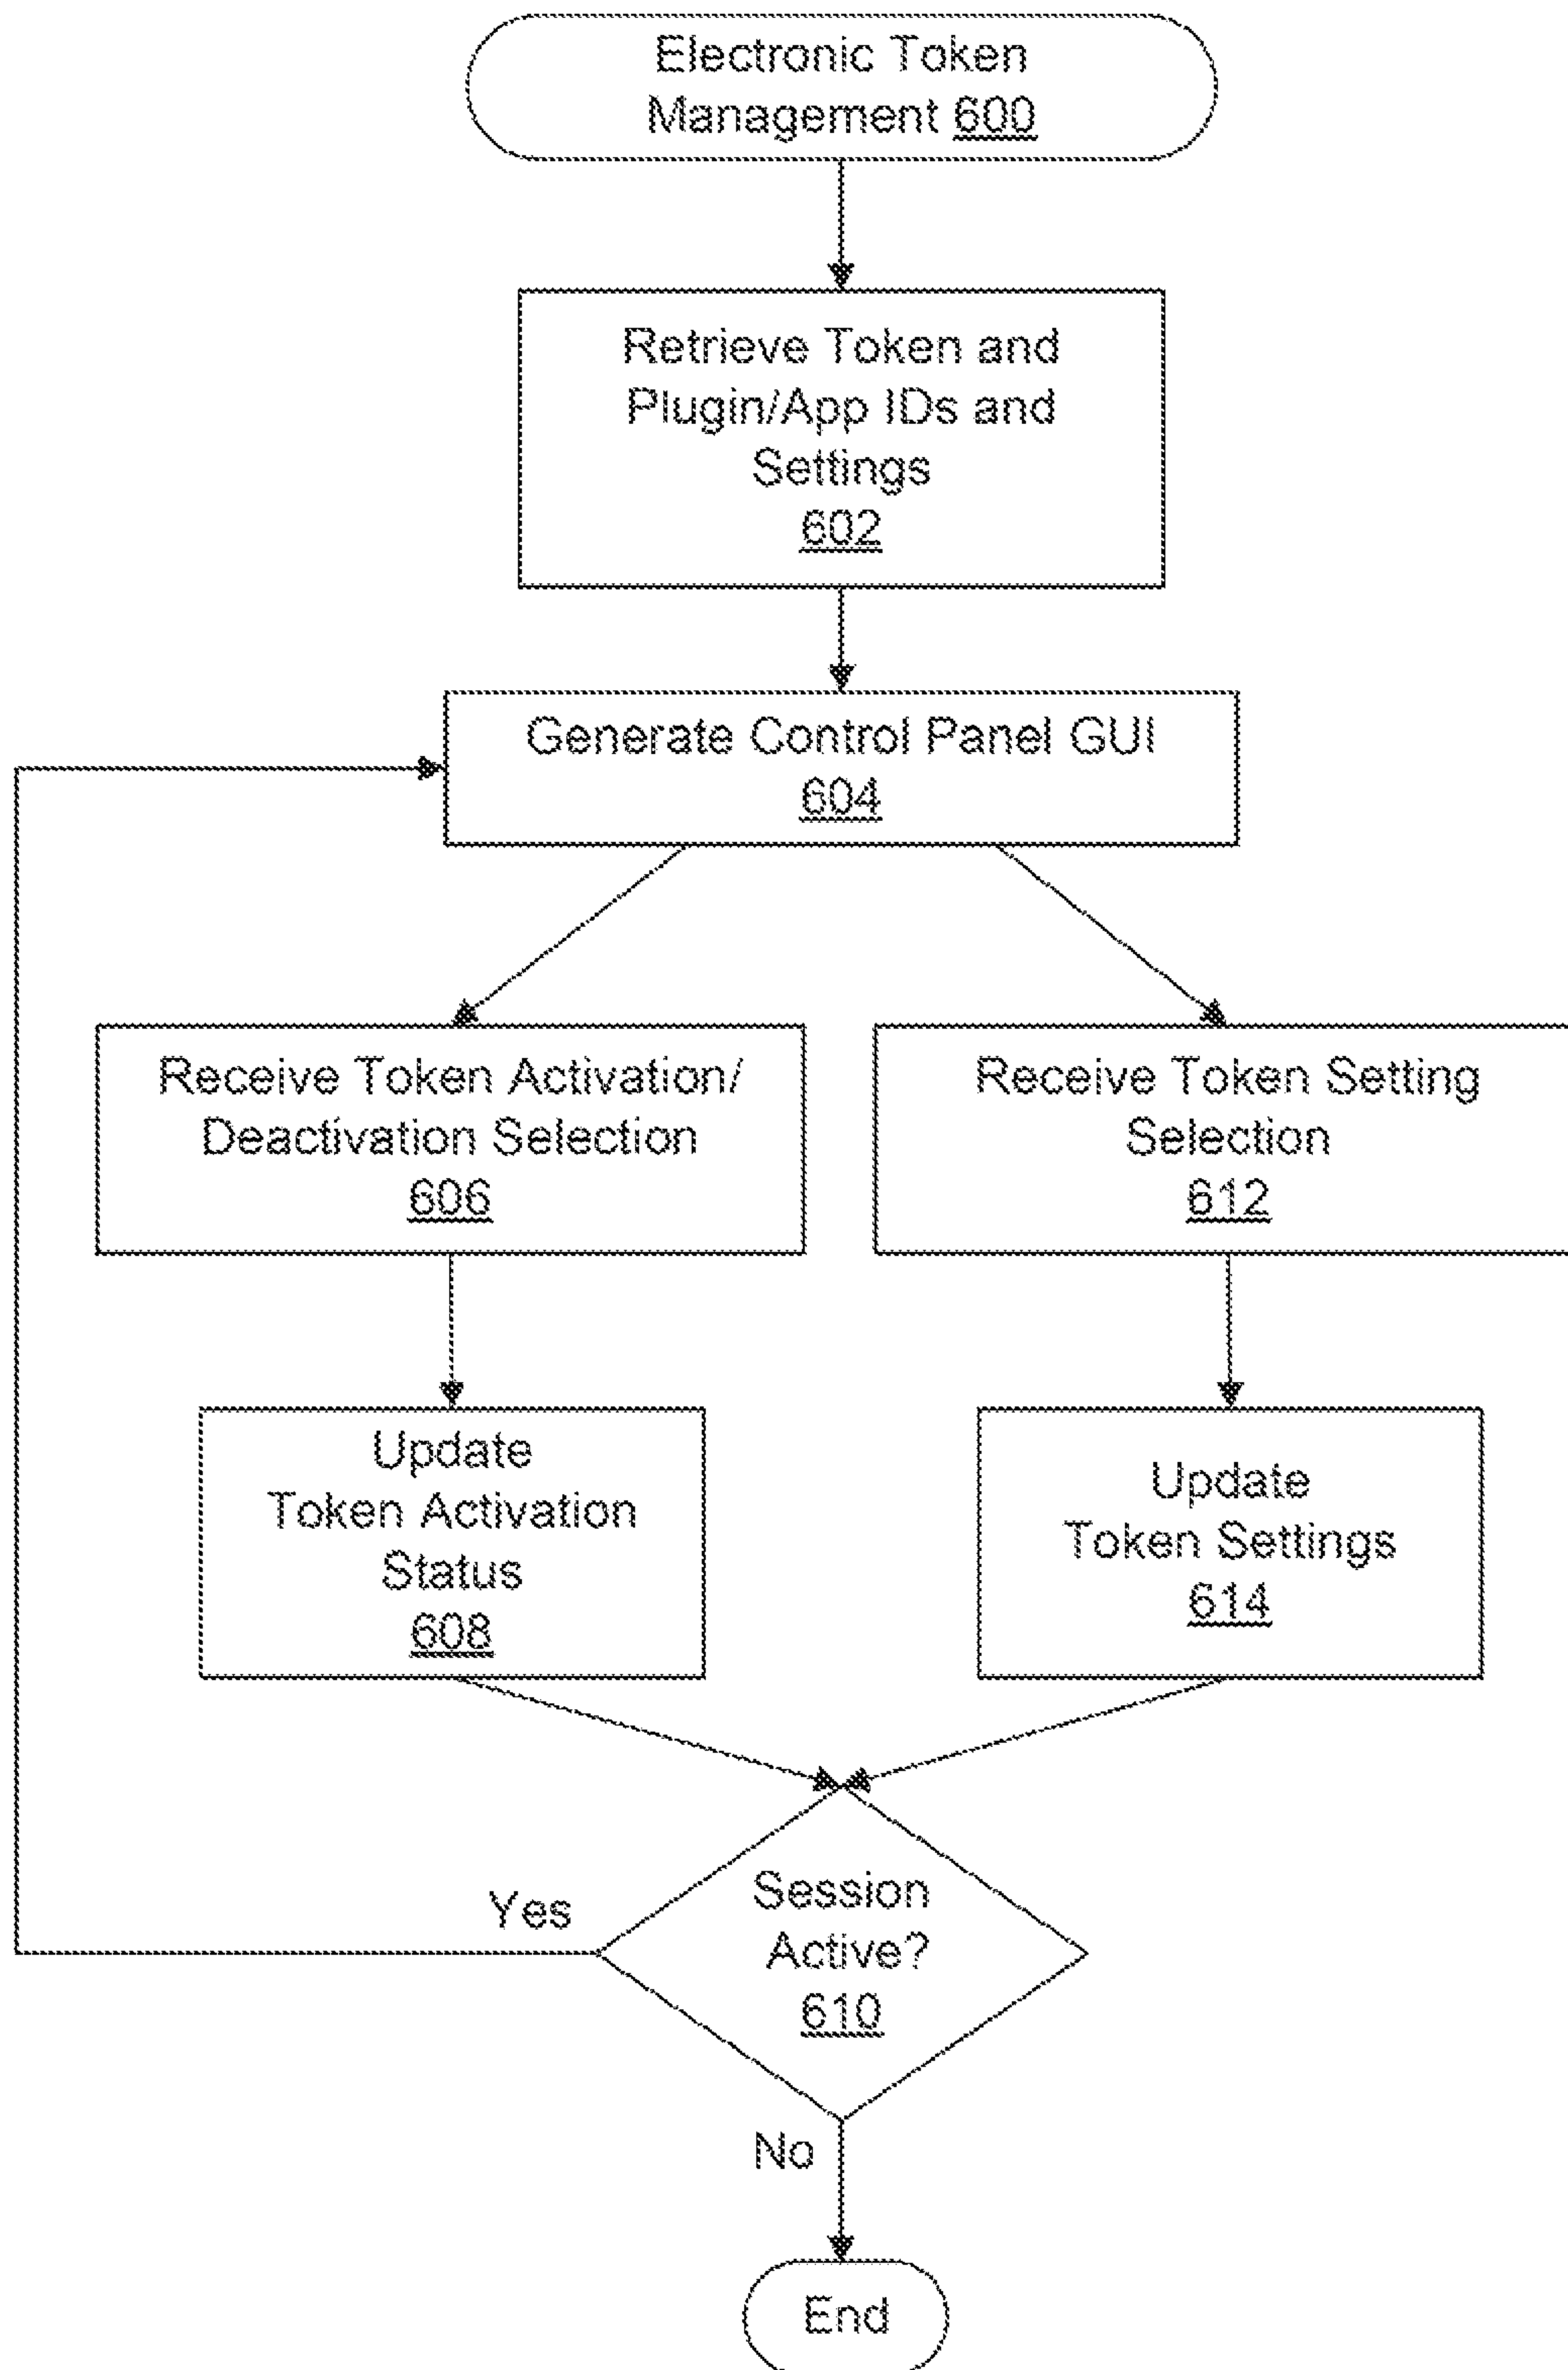 Electronic Token
Management 600
Retrieve Token and
Plugin/App IDs and
Settings
602
Generate Control Panel GUI
604
Receive Token Activation/
Deactivation Selection
606
Receive Token Setting
Selection
612
Update
Token Activation
Status
608
Update
Token Settings
614
Session
Active?
610
Yes
No
End